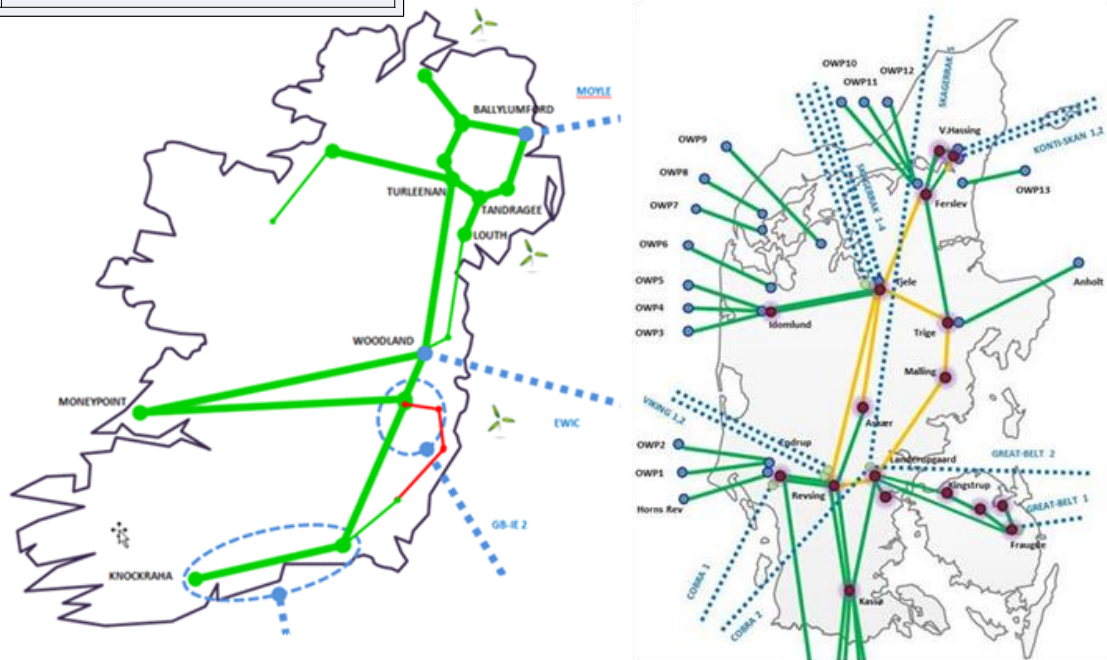 MOYLE
BALLYLUMFORD
TURLEENAN
TANDRAGEE
LOUTH
WOODLAND
MONEYPOINT
EWIC
GB-IE 2
KNOCKRAHA
OWP10
OWP11
OWP12
SKAGERRAK 5
V.Hassing
KONTI-SKAN 1,2
OWP9
OWP8
OWP7
SKAGERRAK 1-4
OWP13
Ferslev
OWP6
OWP5
OWP4
OWP3
Idomlund
Tjele
Anholt
Trige
Malling
VIKING 1,2
Askær
Endrup
Landerupgaard
GREAT-BELT 2
OWP2
OWP1
Horns Rev
Revsing
Kingstrup
GREAT-BELT 1
Fraugde
COBRA 1
COBRA 2
Kassø